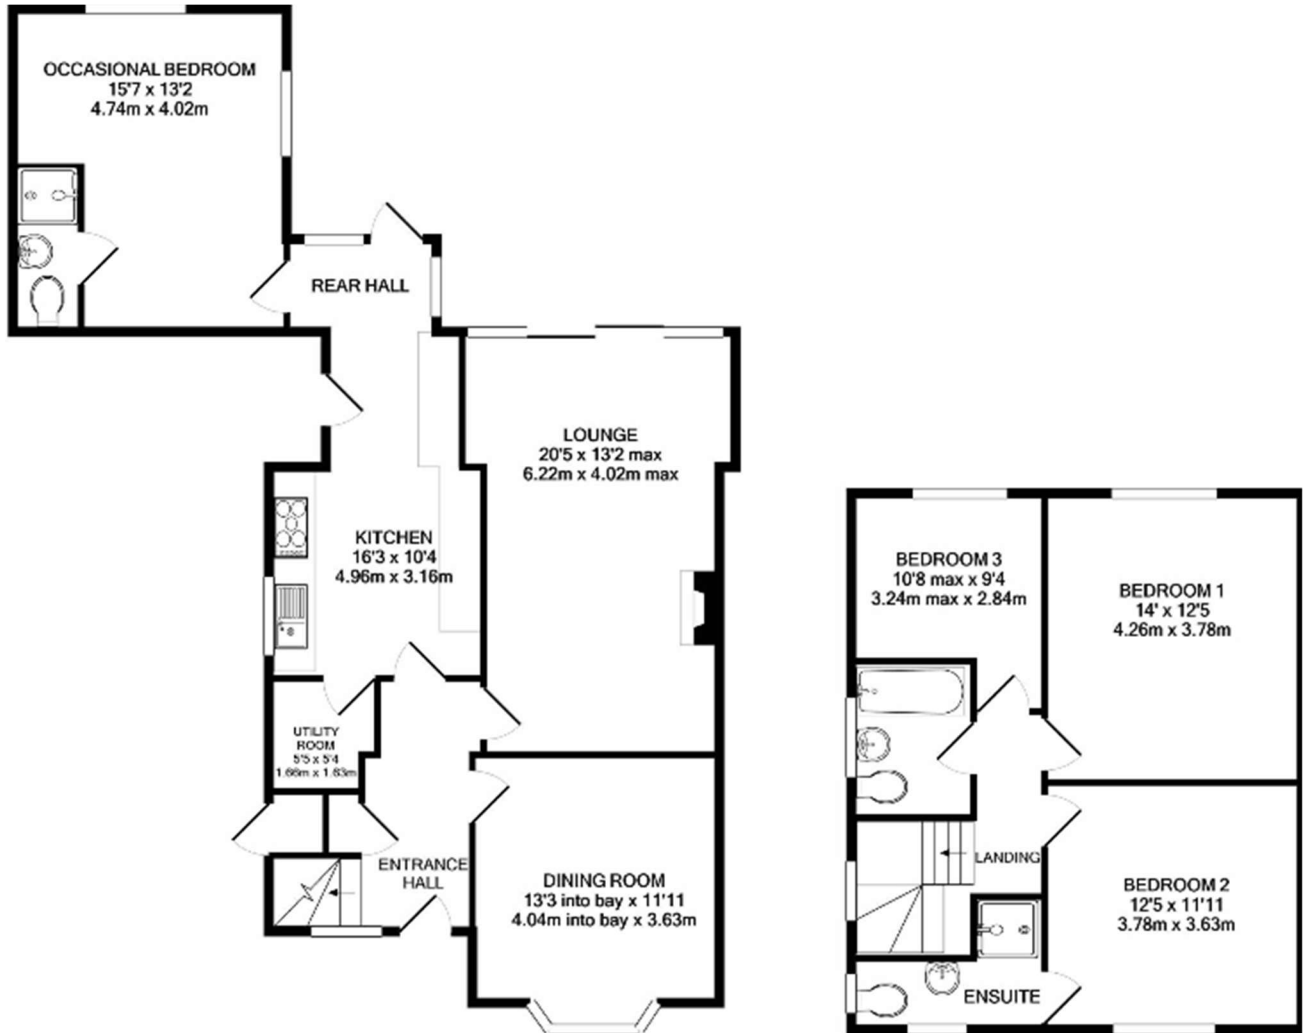 OCCASIONAL BEDROOM
15'7 x 13'2
4.74m x 4.02m
REAR HALL
LOUNGE
20'5 x 13'2 max
6.22m x 4.02m max
KITCHEN
16'3 x 10'4
4.96m x 3.16m
UTILITY
ROOM
5'5 x 5'4
1.66m x 1.63m
ENTRANCE
HALL
DINING ROOM
13'3 into bay x 11'11
4.04m into bay x 3.63m
BEDROOM 3
10'8 max x 9'4
3.24m max x 2.84m
BEDROOM 1
14' x 12'5
4.26m x 3.78m
LANDING
BEDROOM 2
12'5 x 11'11
3.78m x 3.63m
ENSUITE